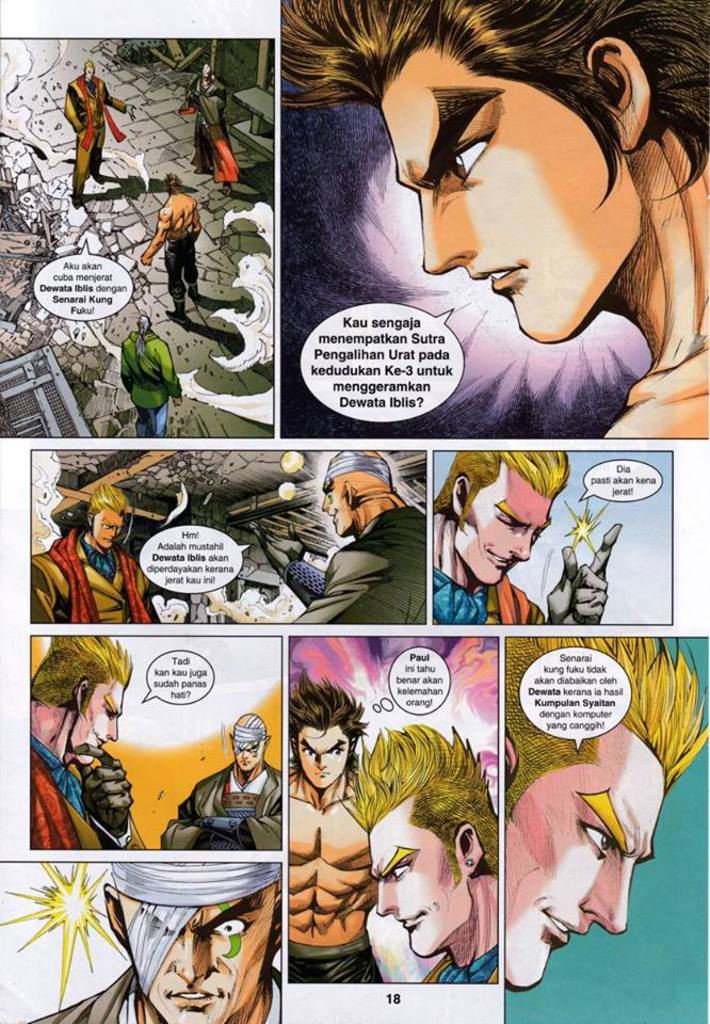 Aku akan
cuba menjerat
Dewata Iblis dengan
Senarai Kung
Fuku!
Kau sengaja
menempatkan Sutra
Pengalihan Urat pada
kedudukan Ke-3 untuk
menggeramkan
Dewata Iblis?
Hm!
Adalah mustahil
Dewata Iblis akan
diperdayakan kerana
jerat kau ini!
Dia
pasti akan kena
jerat!
Tadi
kan kau juga
sudah panas
hati?
Paul
ini tahu
benar akan
kelemahan
orang!
Senarai
kung fuku tidak
akan diabaikan oleh
Dewata kerana ia hasil
Kumpulan Syaitan
dengan komputer
yang canggih!
18